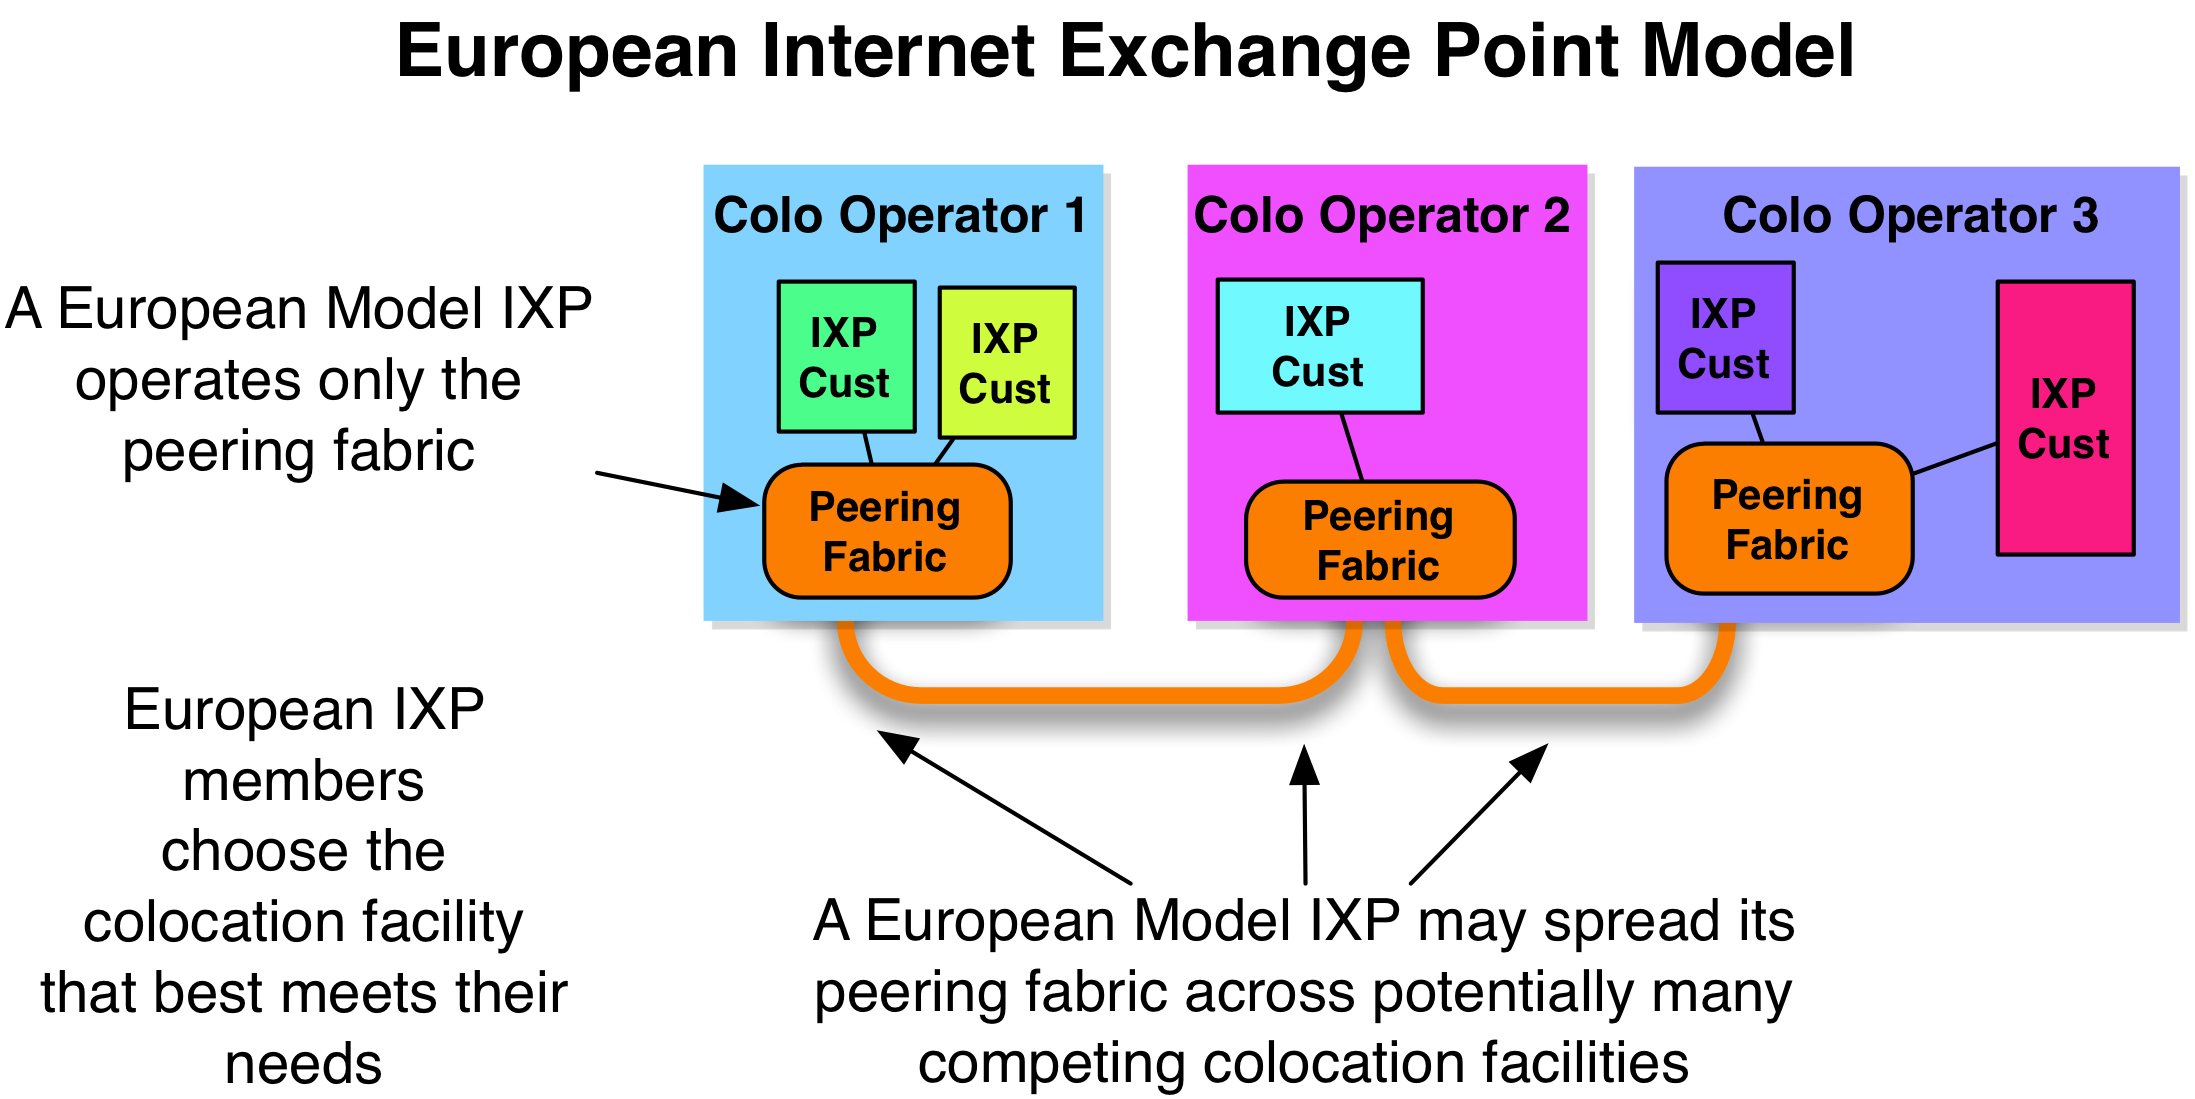 European Internet Exchange Point Model
A European Model IXP
operates only the
peering fabric
European IXP
members
choose the
colocation facility
that best meets their
needs
Colo Operator 1
IXP
Cust
IXP
Cust
Peering
Fabric
Colo Operator 2
IXP
Cust
Peering
Fabric
Colo Operator 3
IXP
Cust
IXP
Cust
Peering
Fabric
A European Model IXP may spread its
peering fabric across potentially many
competing colocation facilities